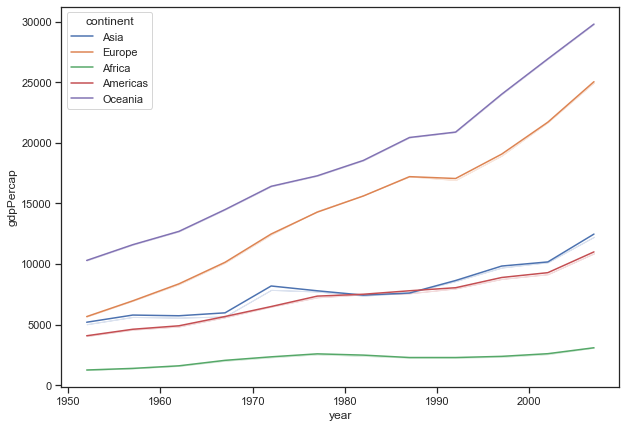 continent
Asia
Europe
Africa
Americas
Oceania
30000
25000
20000
15000
10000
5000
0
gdpPercap
1950 1960 1970 1980 1990 2000
year